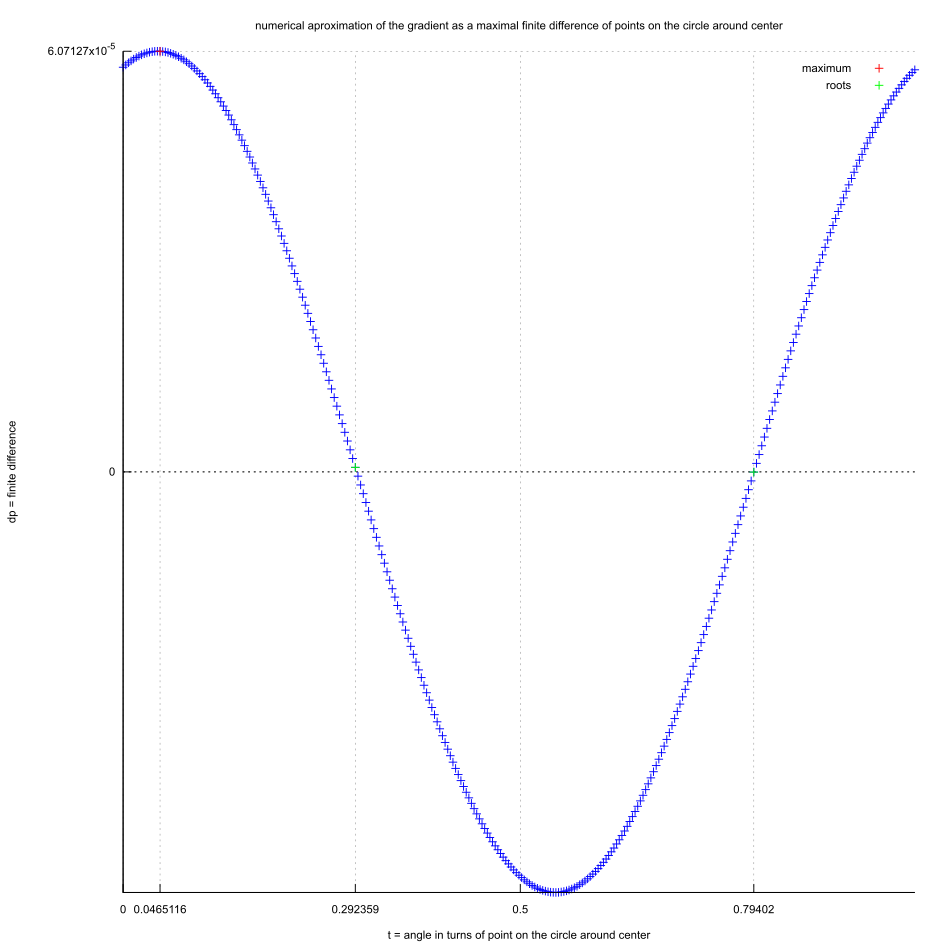 numerical aproximation of the gradient as a maximal finite difference of points on the circle around center
6.07127x10-5
maximum
roots
dp = finite difference
0
0 0.0465116 0.292359 0.5 0.79402
t = angle in turns of point on the circle around center